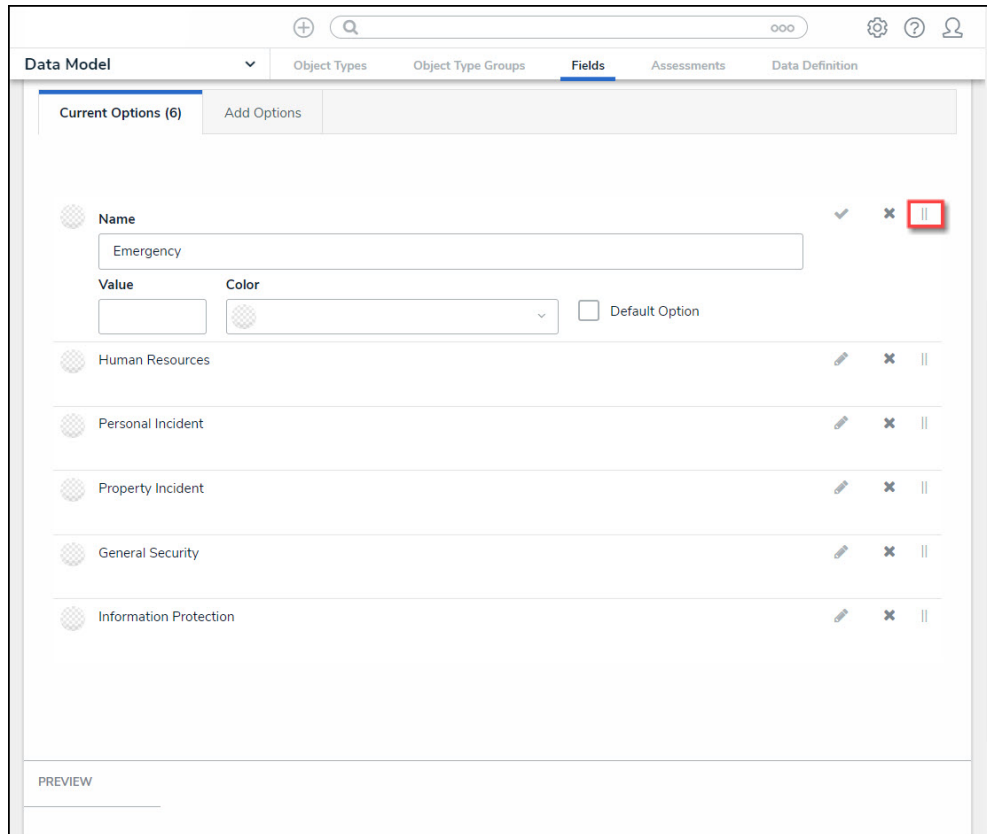 ooo
Data Model Object Types Object Type Groups Fields Assessments Data Definition
Current Options (6) Add Options
Name
Emergency
Value Color
Default Option
Human Resources
Personal Incident
Property Incident
General Security
Information Protection
PREVIEW